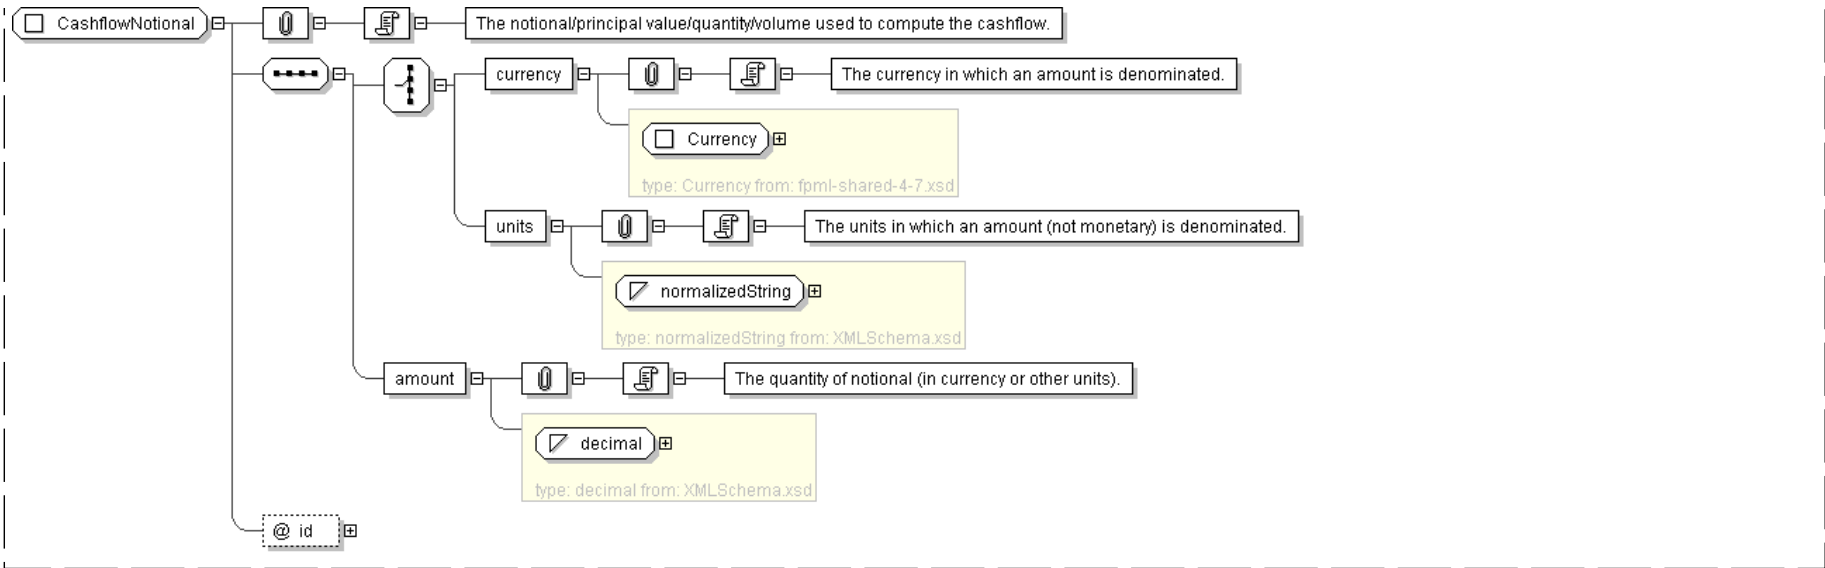 CashflowNotional
The notional/principal value/quantity/volume used to compute the cashflow.
currency
The currency in which an amount is denominated.
Currency
type: Currency from: fpml-shared-4-7.xsd
units
The units in which an amount (not monetary) is denominated.
normalizedString
type: normalizedString from: XMLSchema.xsd
amount
The quantity of notional (in currency or other units).
decimal
type: decimal from: XMLSchema.xsd
@ id